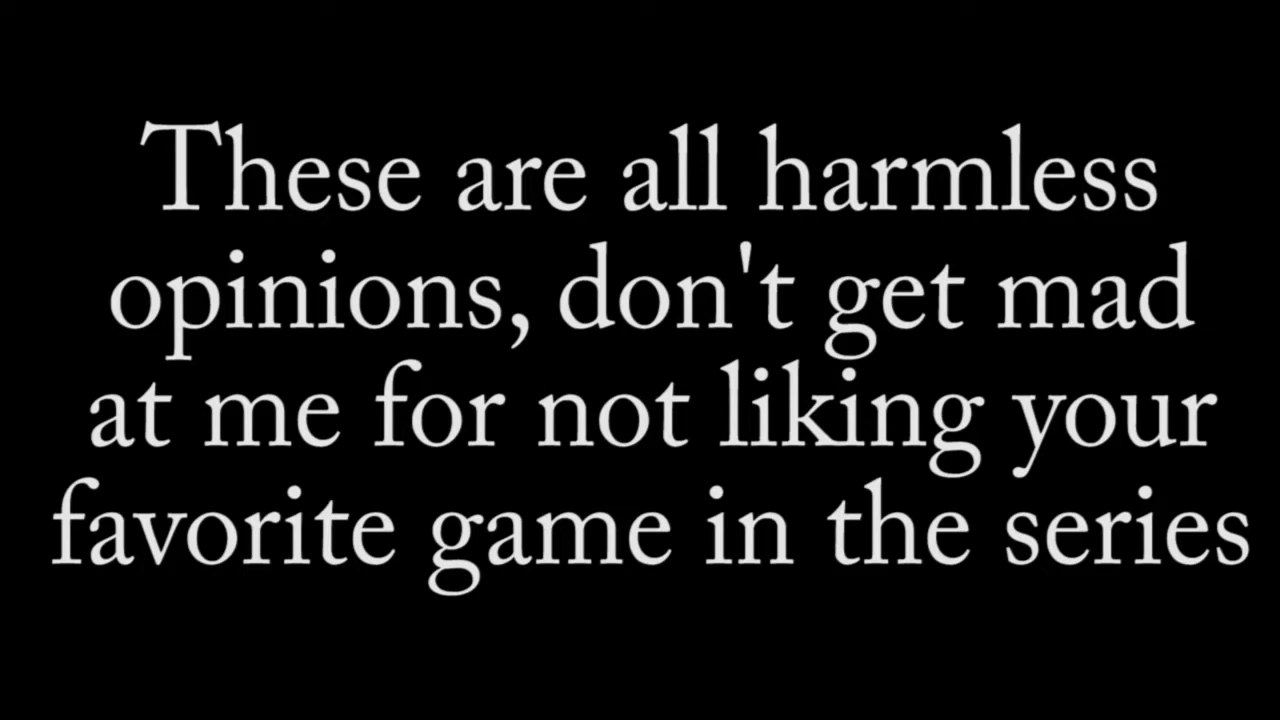 These are all harmless
opinions, don't get mad
at me for not liking your
favorite game in the series